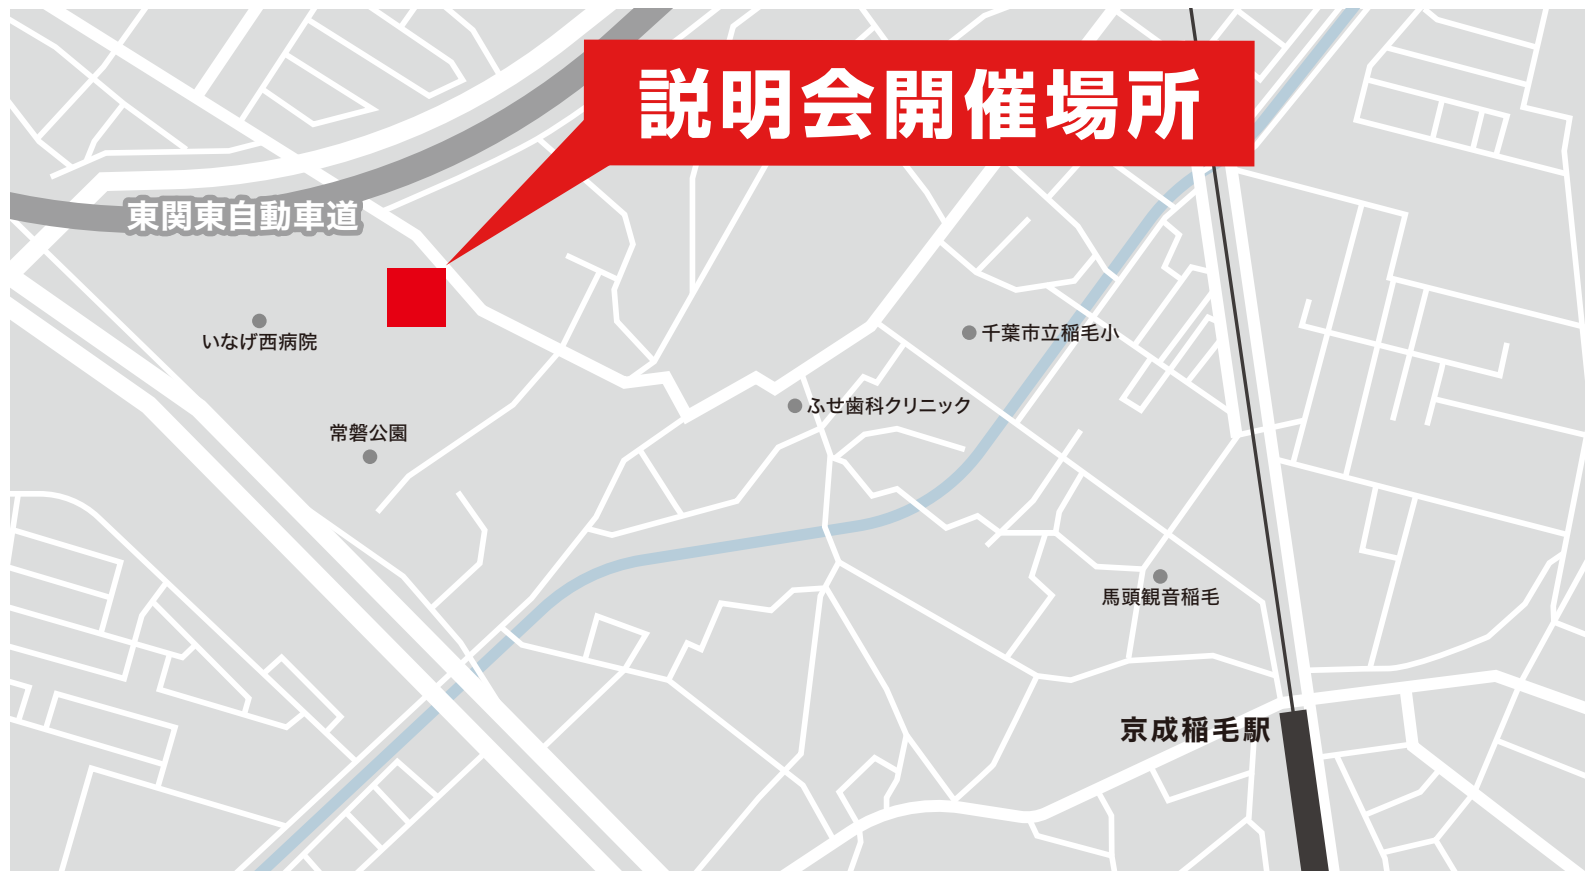 説明会開催場所
東関東自動車道
いなげ西病院
千葉市立稲毛小
ふせ歯科クリニック
常磐公園
馬頭観音稲毛
京成稲毛駅